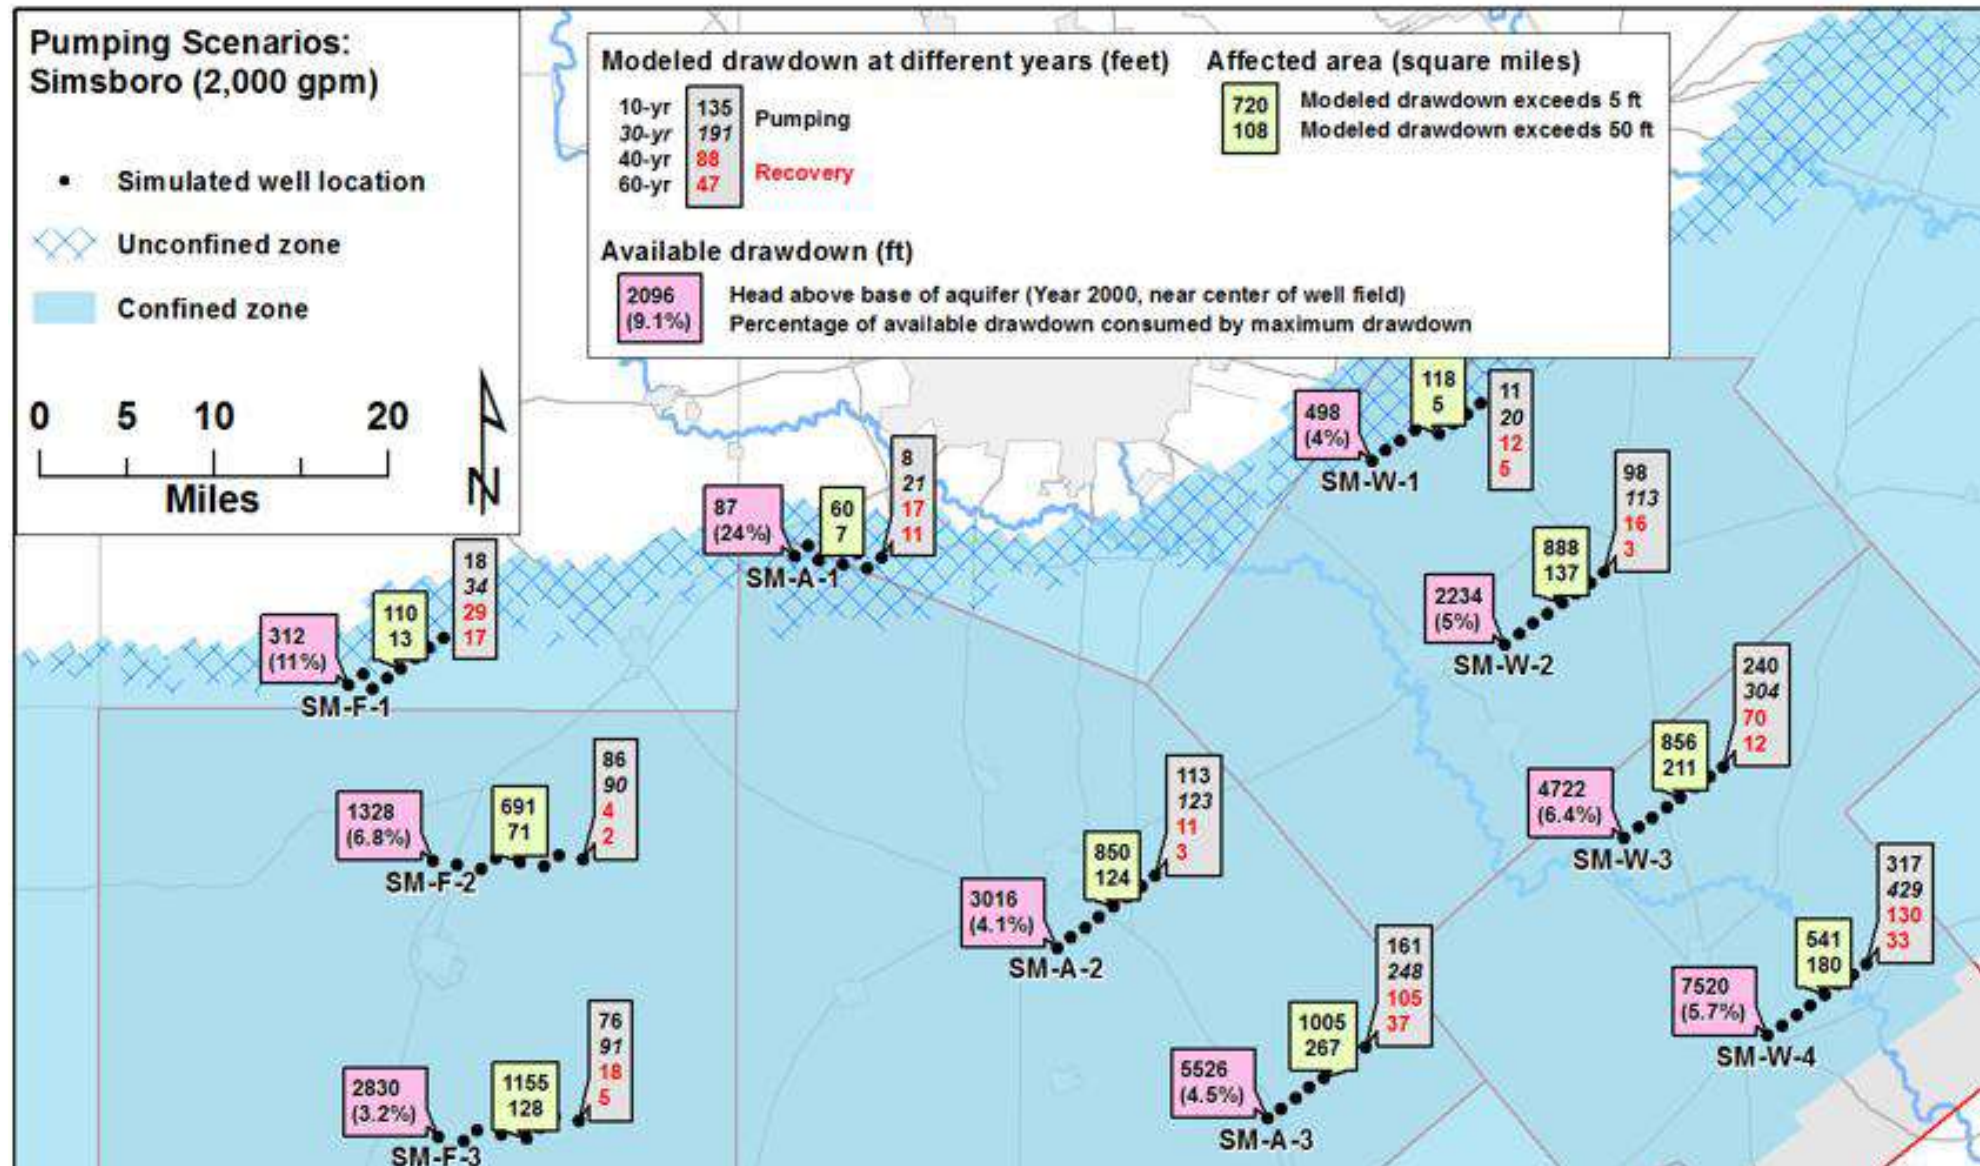 Pumping Scenarios:
Simsboro (2,000 gpm)
Simulated well location
Unconfined zone
Confined zone
0 5 10 20
Miles
N
Modeled drawdown at different years (feet)
10-yr 135
30-yr 191
Pumping
40-yr 88
60-yr 47
Recovery
Affected area (square miles)
720 Modeled drawdown exceeds 5 ft
108 Modeled drawdown exceeds 50 ft
Available drawdown (ft)
2096 Head above base of aquifer (Year 2000, near center of well field)
(9.1%) Percentage of available drawdown consumed by maximum drawdown
498
(4%)
118
5
11
20
12
5
SM-W-1
87
(24%)
60
7
8
21
17
11
SM-A-1
98
113
16
3
888
137
2234
(5%)
SM-W-2
312
(11%)
110
13
18
34
29
17
SM-F-1
240
304
70
12
856
211
4722
(6.4%)
SM-W-3
1328
(6.8%)
691
71
86
90
4
2
SM-F-2
3016
(4.1%)
850
124
113
123
11
3
SM-A-2
317
429
130
33
541
180
7520
(5.7%)
SM-W-4
5526
(4.5%)
1005
267
161
248
105
37
SM-A-3
2830
(3.2%)
1155
128
76
91
18
5
SM-F-3